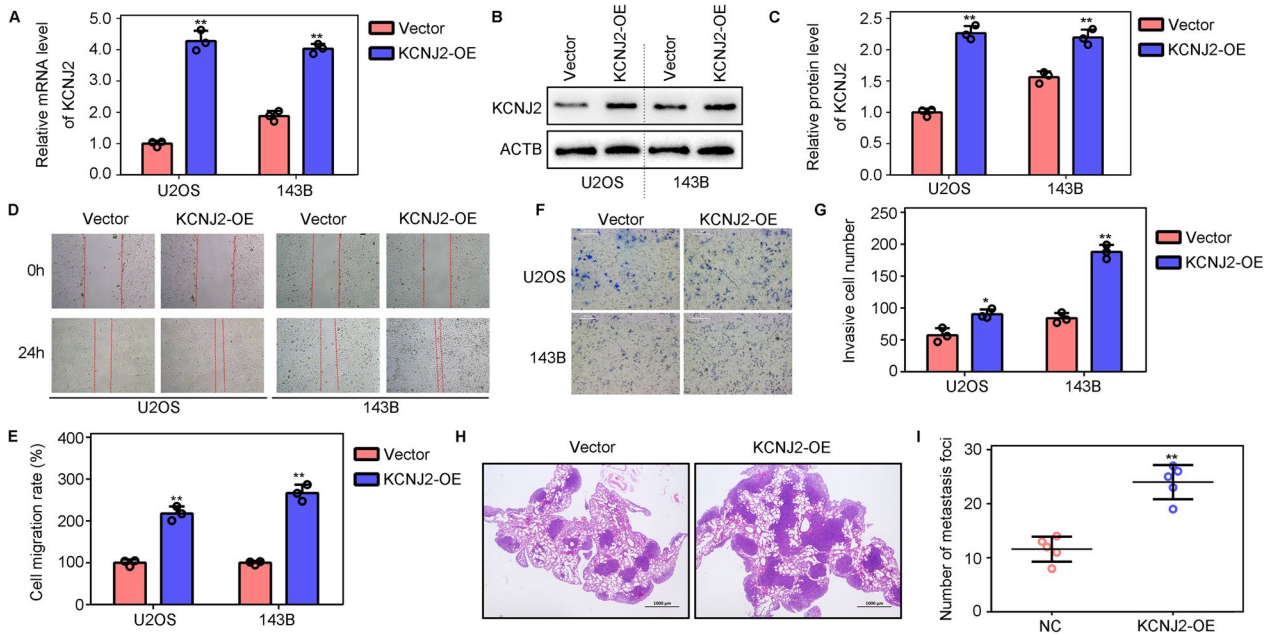 A
Relative mRNA level
of KCNJ2
5.0
4.0
3.0
2.0
1.0
0.0
**
**
U2OS
143B
Vector
KCNJ2-OE
B
Vector
KCNJ2-OE
Vector
KCNJ2-OE
KCNJ2
ACTB
U2OS
143B
C
Relative protein level
of KCNJ2
2.5
2.0
1.5
1.0
0.5
0.0
**
**
U2OS
143B
Vector
KCNJ2-OE
D
Vector
KCNJ2-OE
Vector
KCNJ2-OE
0h
24h
U2OS
143B
E
Cell migration rate (%)
400
300
200
100
0
**
**
U2OS
143B
Vector
KCNJ2-OE
F
Vector
KCNJ2-OE
U2OS
143B
G
Invasive cell number
250
200
150
100
50
0
*
**
U2OS
143B
Vector
KCNJ2-OE
H
Vector
KCNJ2-OE
1000 μm
1000 μm
I
Number of metastasis foci
30
20
10
0
**
NC
KCNJ2-OE